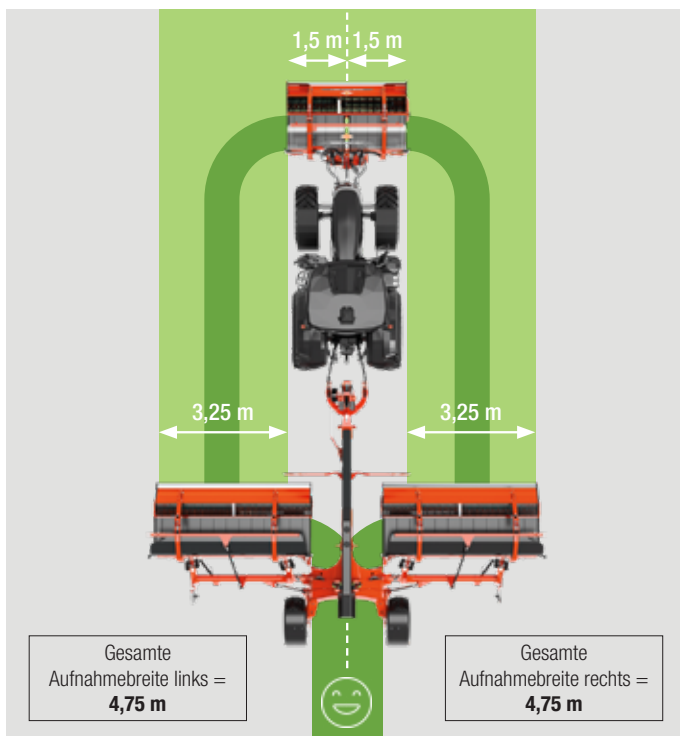 1,5 m 1,5 m
3,25 m 3,25 m
Gesamte
Aufnahmebreite links =
4,75 m
Gesamte
Aufnahmebreite rechts =
4,75 m